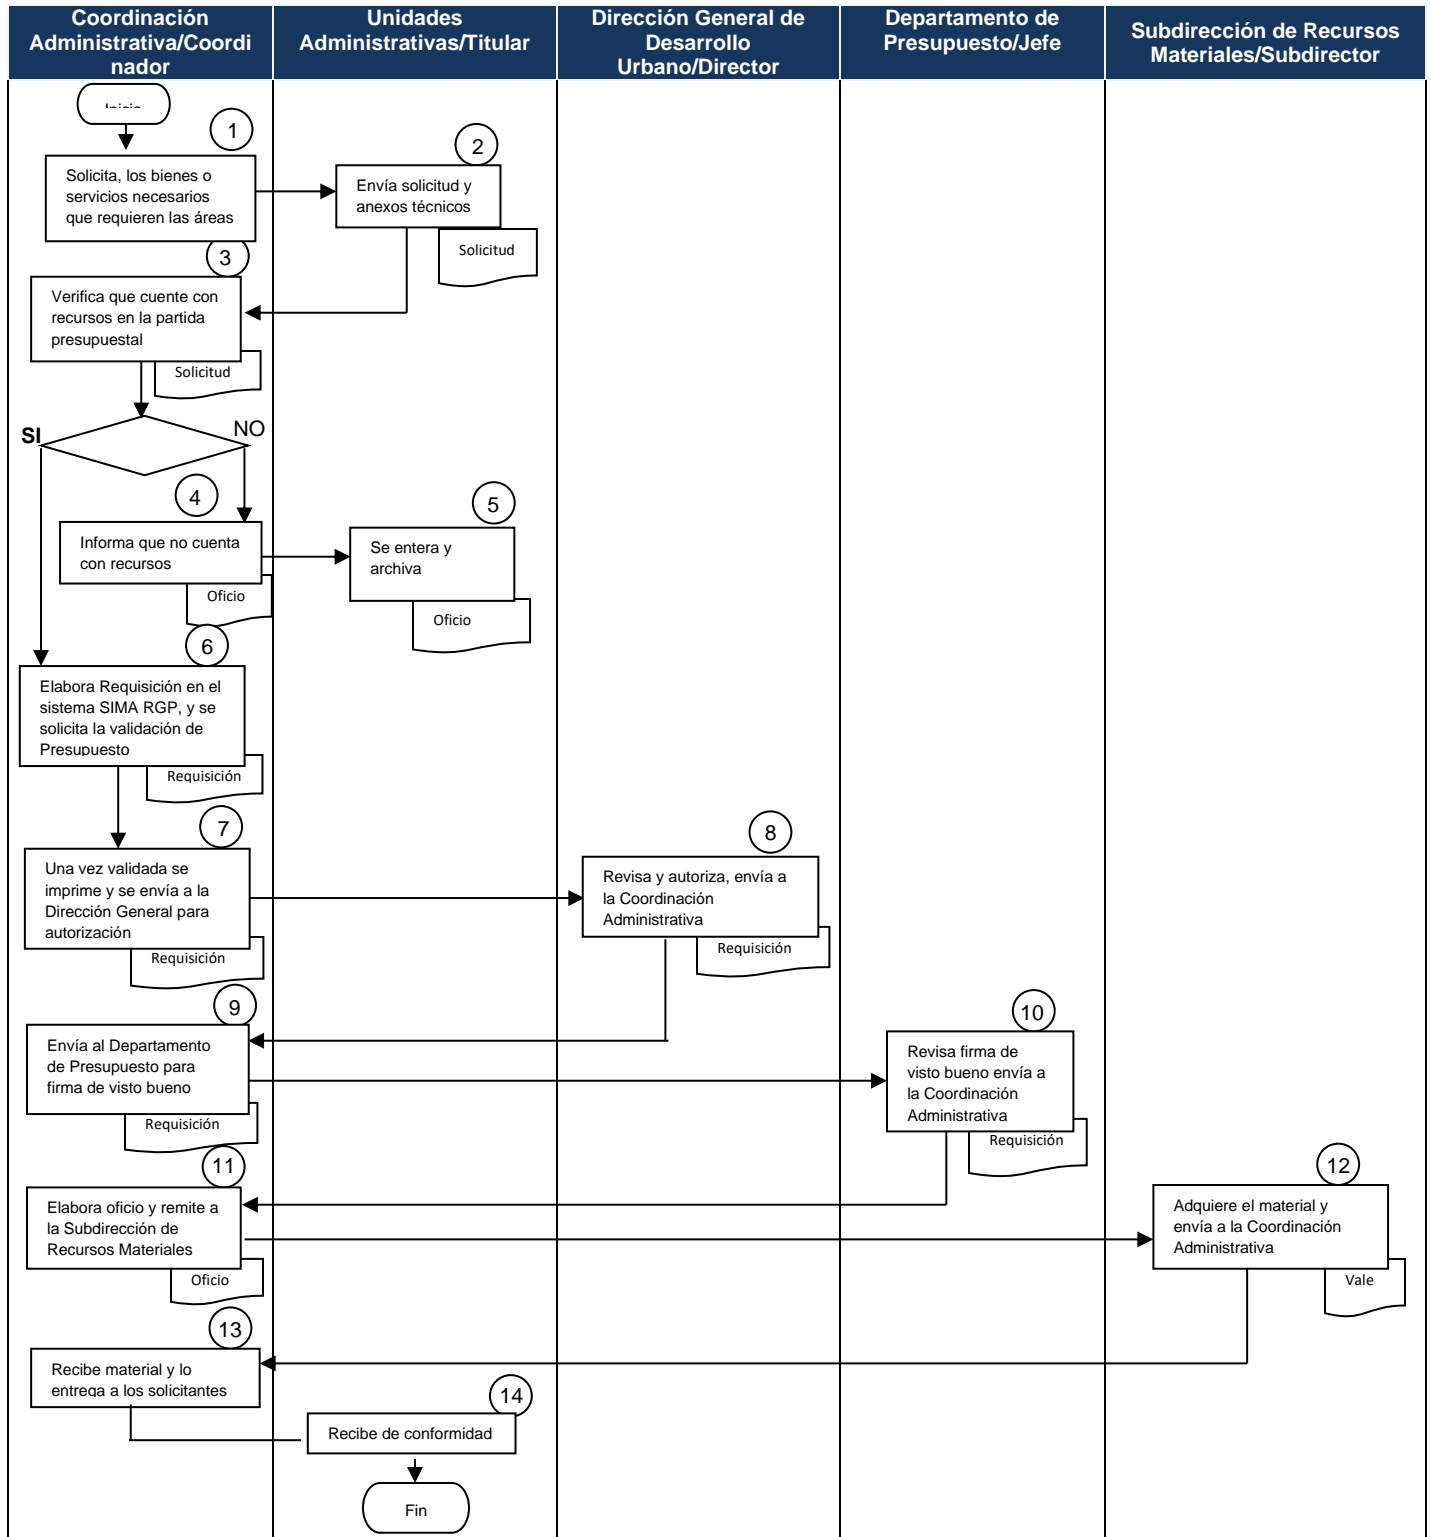 Coordinación
Administrativa/Coordi
nador
Unidades
Administrativas/Titular
Dirección General de
Desarrollo
Urbano/Director
Departamento de
Presupuesto/Jefe
Subdirección de Recursos
Materiales/Subdirector
Inicio
1
Solicita, los bienes o
servicios necesarios
que requieren las áreas
2
Envía solicitud y
anexos técnicos
Solicitud
3
Verifica que cuente con
recursos en la partida
presupuestal
Solicitud
SI
NO
4
Informa que no cuenta
con recursos
Oficio
5
Se entera y
archiva
Oficio
6
Elabora Requisición en el
sistema SIMA RGP, y se
solicita la validación de
Presupuesto
Requisición
7
Una vez validada se
imprime y se envía a la
Dirección General para
autorización
Requisición
8
Revisa y autoriza, envía a
la Coordinación
Administrativa
Requisición
9
Envía al Departamento
de Presupuesto para
firma de visto bueno
Requisición
10
Revisa firma de
visto bueno envía a
la Coordinación
Administrativa
Requisición
11
Elabora oficio y remite a
la Subdirección de
Recursos Materiales
Oficio
12
Adquiere el material y
envía a la Coordinación
Administrativa
Vale
13
Recibe material y lo
entrega a los solicitantes
14
Recibe de conformidad
Fin